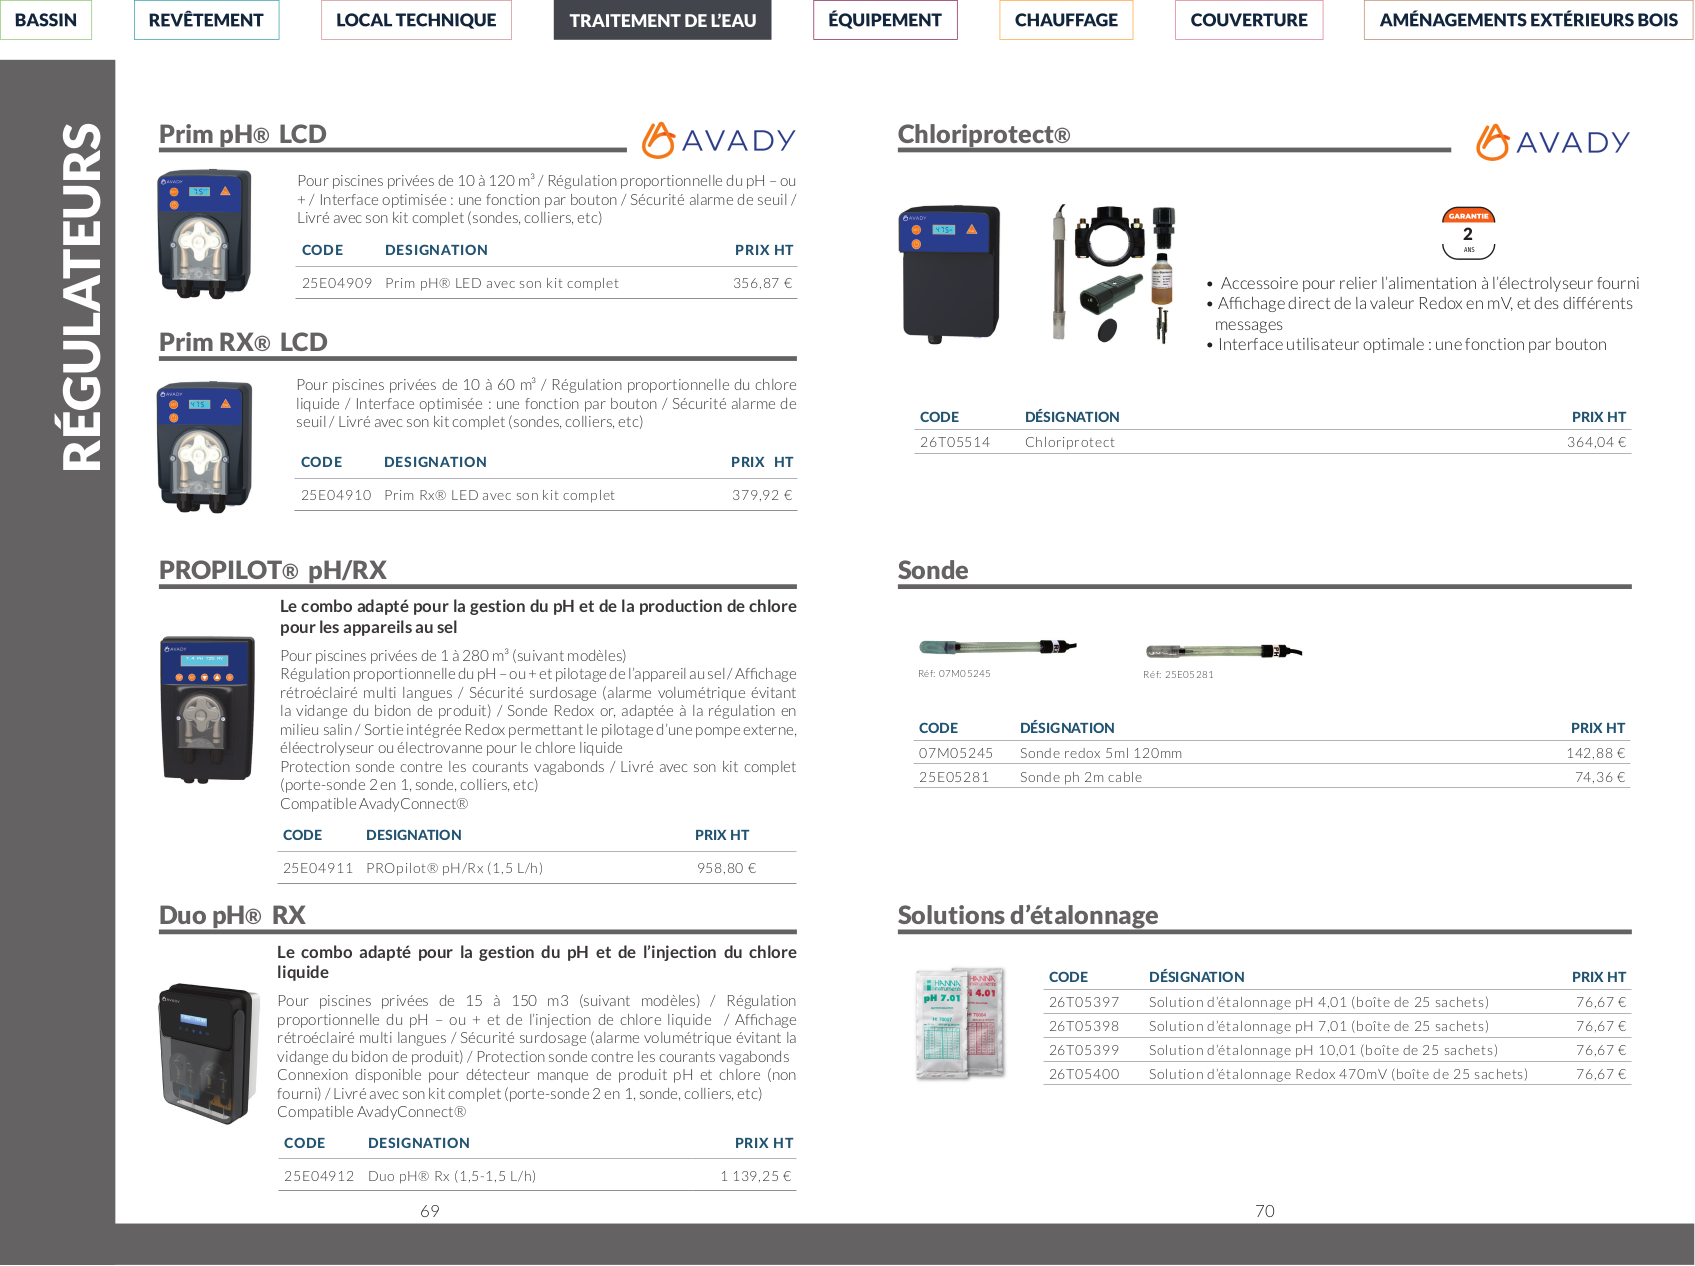 BASSIN
REVÊTEMENT
LOCAL TECHNIQUE
TRAITEMENT DE L’EAU
ÉQUIPEMENT
CHAUFFAGE
COUVERTURE
AMÉNAGEMENTS EXTÉRIEURS BOIS
RÉGULATEURS
Prim pH® LCD
AVADY
Pour piscines privées de 10 à 120 m³ / Régulation proportionnelle du pH – ou
+ / Interface optimisée : une fonction par bouton / Sécurité alarme de seuil /
Livré avec son kit complet (sondes, colliers, etc)
CODE DESIGNATION PRIX HT
25E04909 Prim pH® LED avec son kit complet 356,87 €
Prim RX® LCD
Pour piscines privées de 10 à 60 m³ / Régulation proportionnelle du chlore
liquide / Interface optimisée : une fonction par bouton / Sécurité alarme de
seuil / Livré avec son kit complet (sondes, colliers, etc)
CODE DESIGNATION PRIX HT
25E04910 Prim Rx® LED avec son kit complet 379,92 €
PROPILOT® pH/RX
Le combo adapté pour la gestion du pH et de la production de chlore
pour les appareils au sel
Pour piscines privées de 1 à 280 m³ (suivant modèles)
Régulation proportionnelle du pH – ou + et pilotage de l’appareil au sel / Affichage
rétroéclairé multi langues / Sécurité surdosage (alarme volumétrique évitant
la vidange du bidon de produit) / Sonde Redox or, adaptée à la régulation en
milieu salin / Sortie intégrée Redox permettant le pilotage d’une pompe externe,
éléectrolyseur ou électrovanne pour le chlore liquide
Protection sonde contre les courants vagabonds / Livré avec son kit complet
(porte-sonde 2 en 1, sonde, colliers, etc)
Compatible AvadyConnect®
CODE DESIGNATION PRIX HT
25E04911 PROpilot® pH/Rx (1,5 L/h) 958,80 €
Duo pH® RX
Le combo adapté pour la gestion du pH et de l’injection du chlore
liquide
Pour piscines privées de 15 à 150 m3 (suivant modèles) / Régulation
proportionnelle du pH – ou + et de l’injection de chlore liquide / Affichage
rétroéclairé multi langues / Sécurité surdosage (alarme volumétrique évitant la
vidange du bidon de produit) / Protection sonde contre les courants vagabonds
Connexion disponible pour détecteur manque de produit pH et chlore (non
fourni) / Livré avec son kit complet (porte-sonde 2 en 1, sonde, colliers, etc)
Compatible AvadyConnect®
CODE DESIGNATION PRIX HT
25E04912 Duo pH® Rx (1,5-1,5 L/h) 1 139,25 €
69
Chloriprotect®
AVADY
AVADY
GARANTIE
2
ANS
• Accessoire pour relier l’alimentation à l’électrolyseur fourni
• Affichage direct de la valeur Redox en mV, et des différents
messages
• Interface utilisateur optimale : une fonction par bouton
CODE DÉSIGNATION PRIX HT
26T05514 Chloriprotect 364,04 €
Sonde
Réf: 07M05245
Réf: 25E05281
CODE DÉSIGNATION PRIX HT
07M05245 Sonde redox 5ml 120mm 142,88 €
25E05281 Sonde ph 2m cable 74,36 €
Solutions d’étalonnage
HANNA
pH 7.01
HANNA
4.01
CODE DÉSIGNATION PRIX HT
26T05397 Solution d’étalonnage pH 4,01 (boîte de 25 sachets) 76,67 €
26T05398 Solution d’étalonnage pH 7,01 (boîte de 25 sachets) 76,67 €
26T05399 Solution d’étalonnage pH 10,01 (boîte de 25 sachets) 76,67 €
26T05400 Solution d’étalonnage Redox 470mV (boîte de 25 sachets) 76,67 €
70